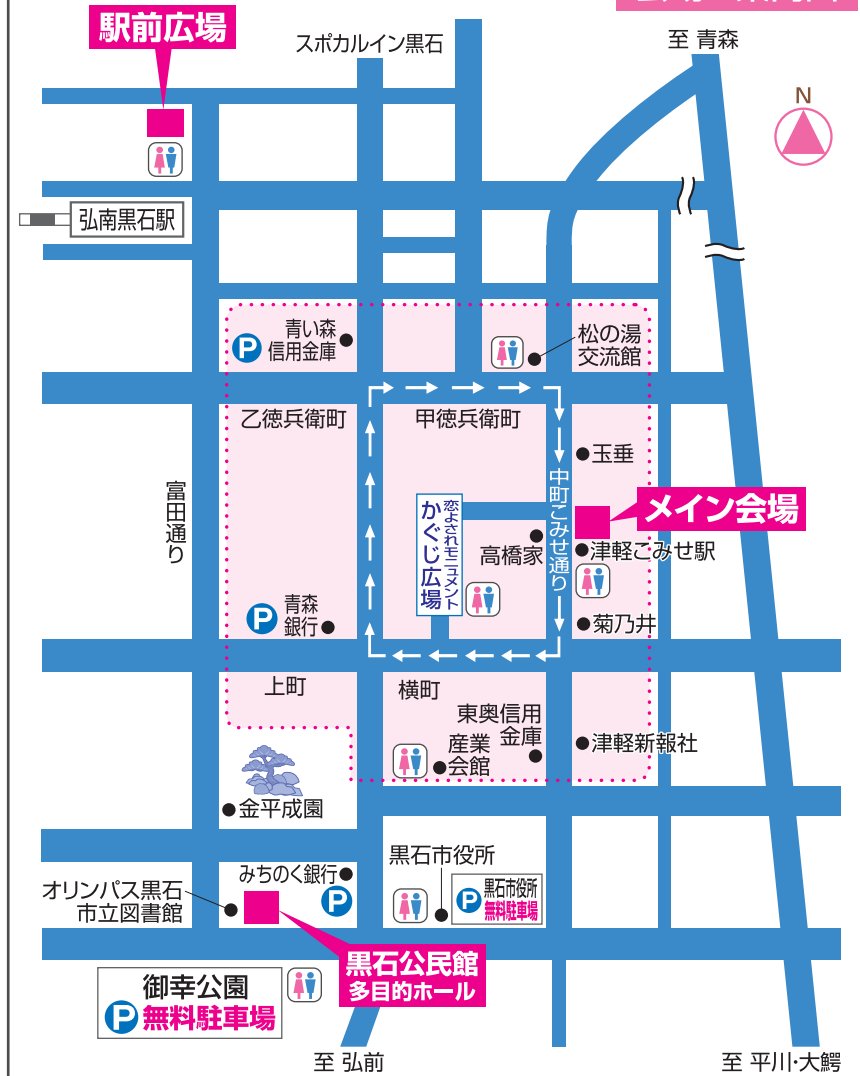 駅前広場
スポカルイン黒石
至 青森
N
弘南黒石駅
青い森
信用金庫
P
松の湯
交流館
乙徳兵衛町
甲徳兵衛町
玉垂
富田通り
中町こみせ通り
メイン会場
恋よされモニュメント
かぐじ広場
高橋家
津軽こみせ駅
P
青森
銀行
菊乃井
上町
横町
東奥信用
金庫
産業
会館
津軽新報社
金平成園
みちのく銀行
P
黒石市役所
オリンパス黒石
市立図書館
P
黒石市役所
無料駐車場
黒石公民館
多目的ホール
御幸公園
P 無料駐車場
至 弘前
至 平川・大鰐